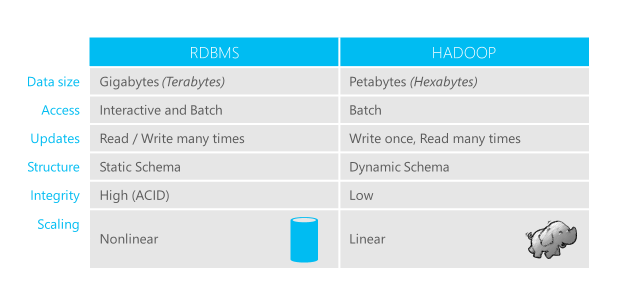 RDBMS HADOOP
Data size Gigabytes (Terabytes) Petabytes (Hexabytes)
Access Interactive and Batch Batch
Updates Read / Write many times Write once, Read many times
Structure Static Schema Dynamic Schema
Integrity High (ACID) Low
Scaling Nonlinear Linear